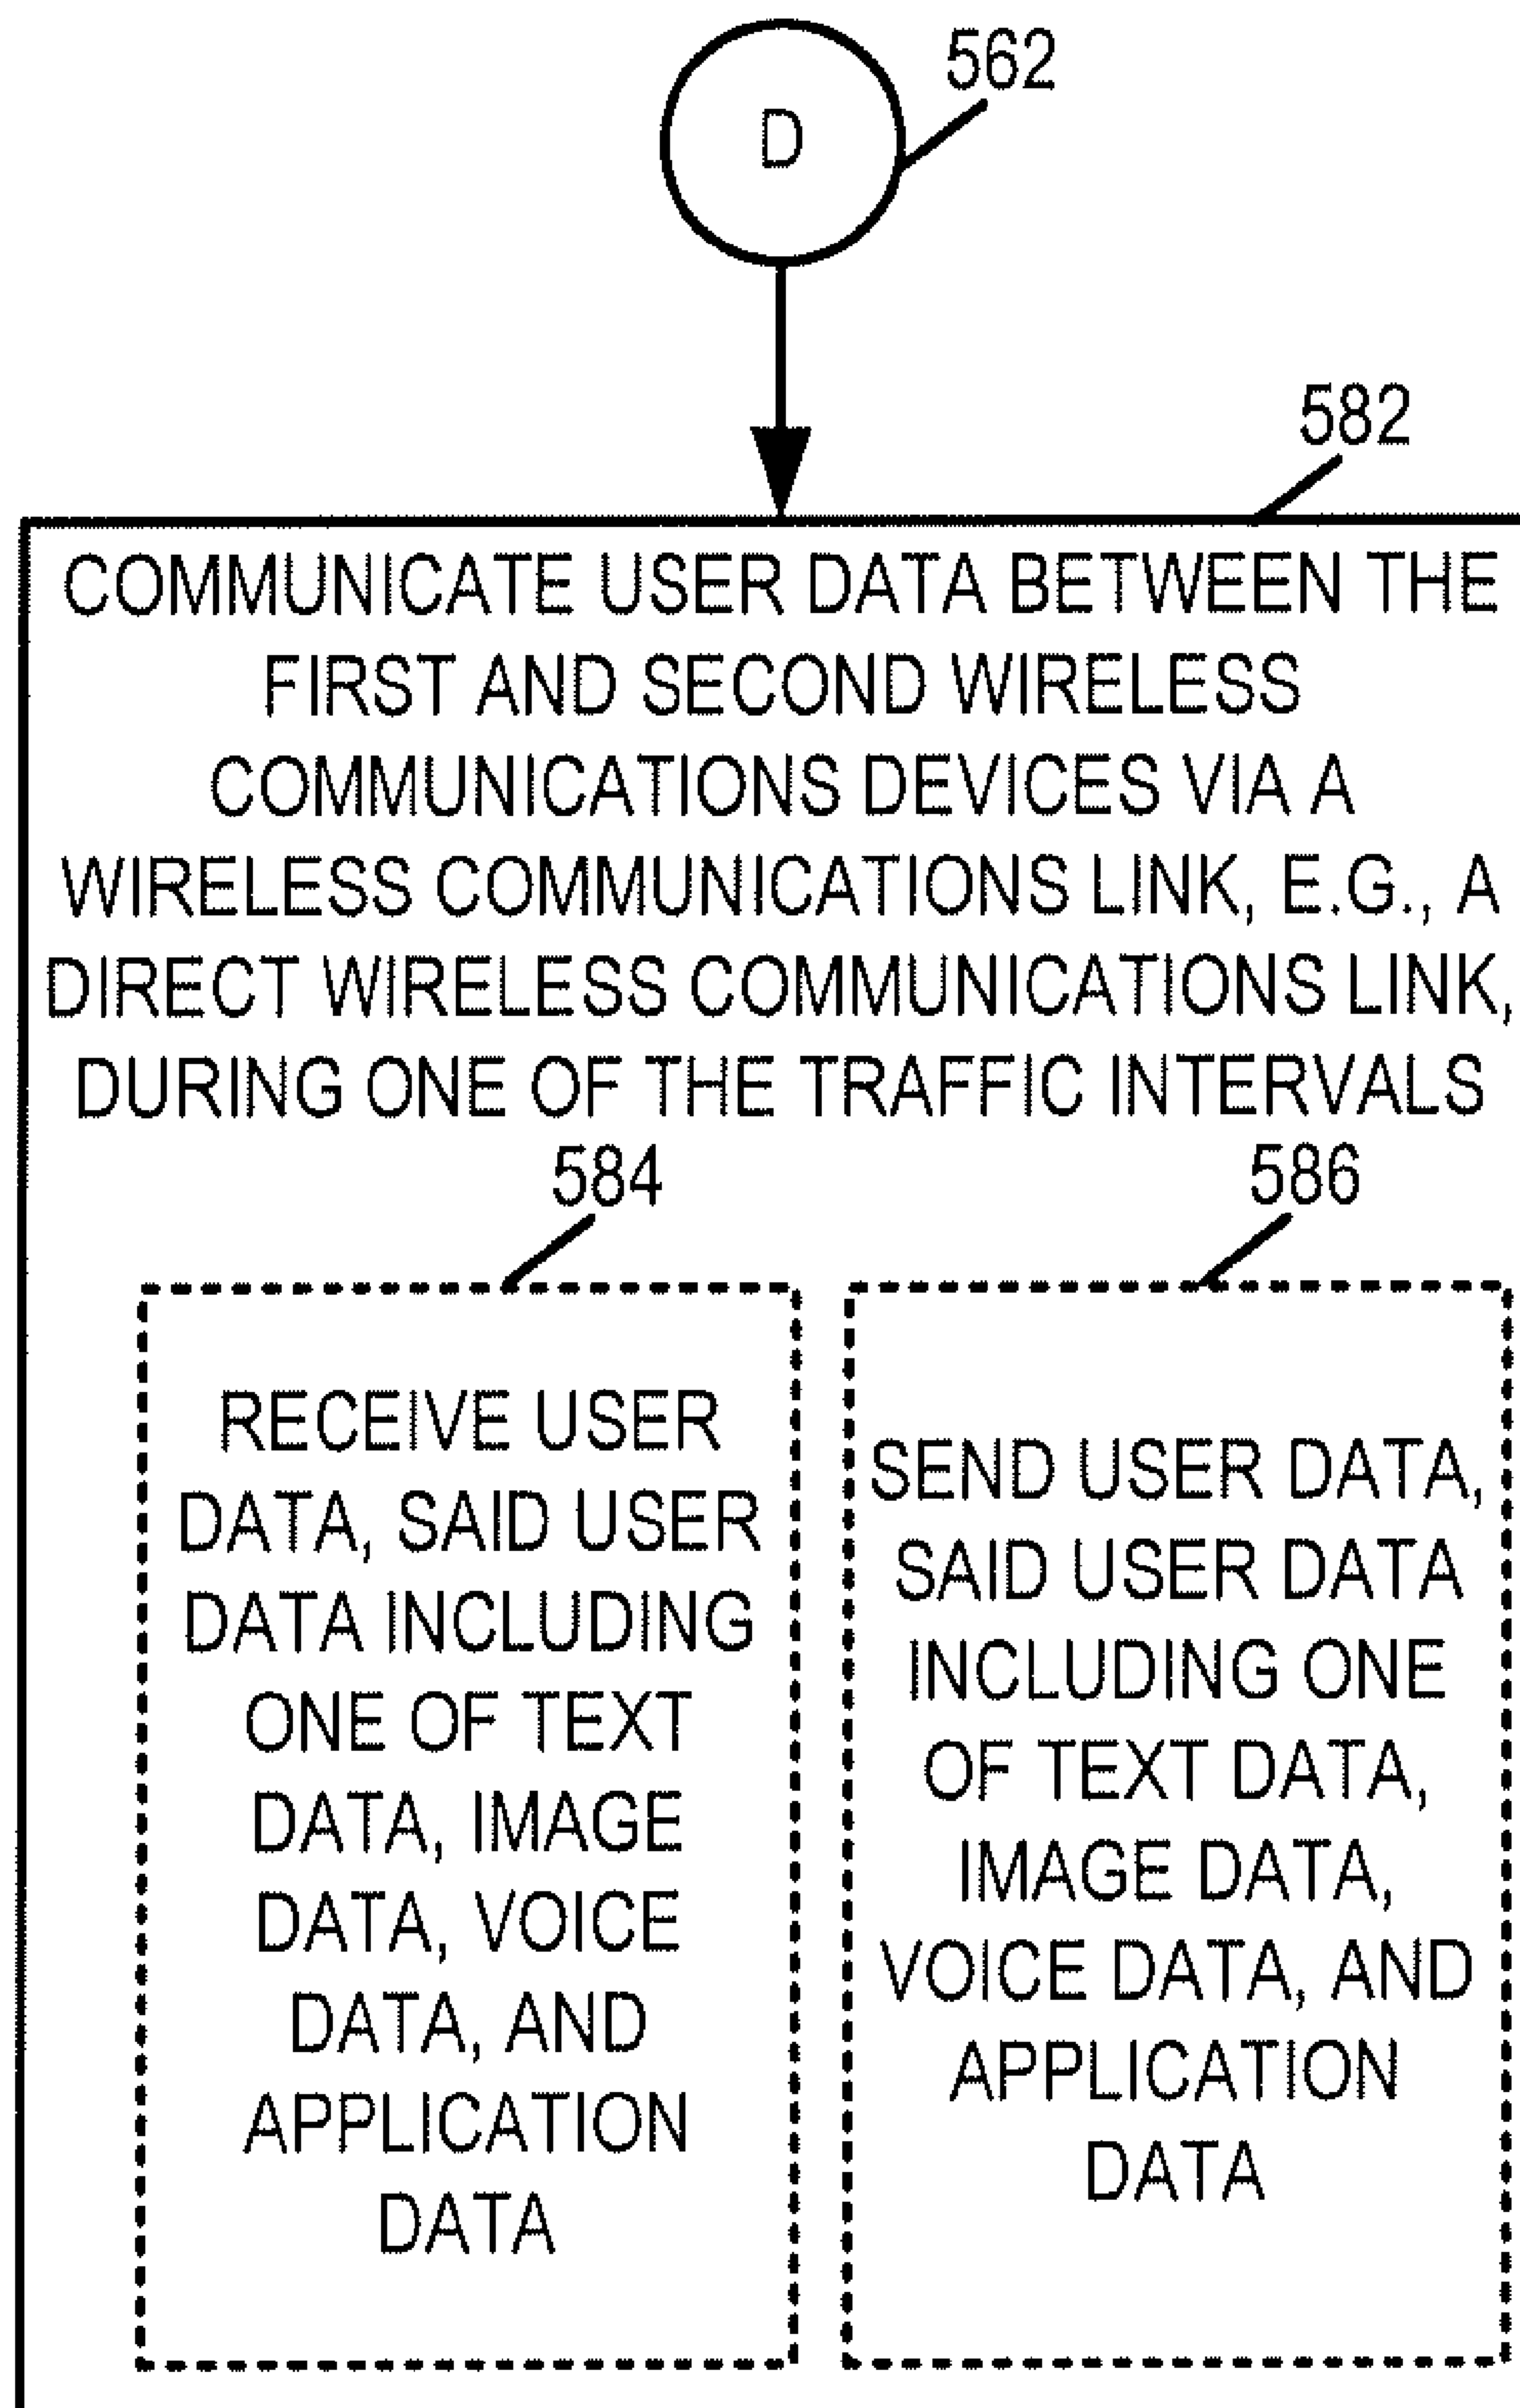 562
D
582
COMMUNICATE USER DATA BETWEEN THE
FIRST AND SECOND WIRELESS
COMMUNICATIONS DEVICES VIA A
WIRELESS COMMUNICATIONS LINK, E.G., A
DIRECT WIRELESS COMMUNICATIONS LINK,
DURING ONE OF THE TRAFFIC INTERVALS
584
RECEIVE USER
DATA, SAID USER
DATA INCLUDING
ONE OF TEXT
DATA, IMAGE
DATA, VOICE
DATA, AND
APPLICATION
DATA
586
SEND USER DATA,
SAID USER DATA
INCLUDING ONE
OF TEXT DATA,
IMAGE DATA,
VOICE DATA, AND
APPLICATION
DATA